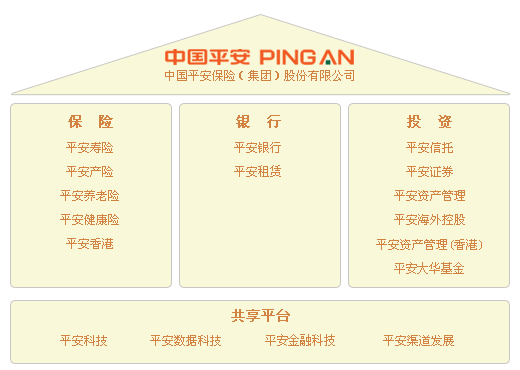 中国平安 PING AN
中国平安保险（集团）股份有限公司
保 险
平安寿险
平安产险
平安养老险
平安健康险
平安香港
银 行
平安银行
平安租赁
投 资
平安信托
平安证券
平安资产管理
平安海外控股
平安资产管理(香港)
平安大华基金
共享平台
平安科技 平安数据科技 平安金融科技 平安渠道发展